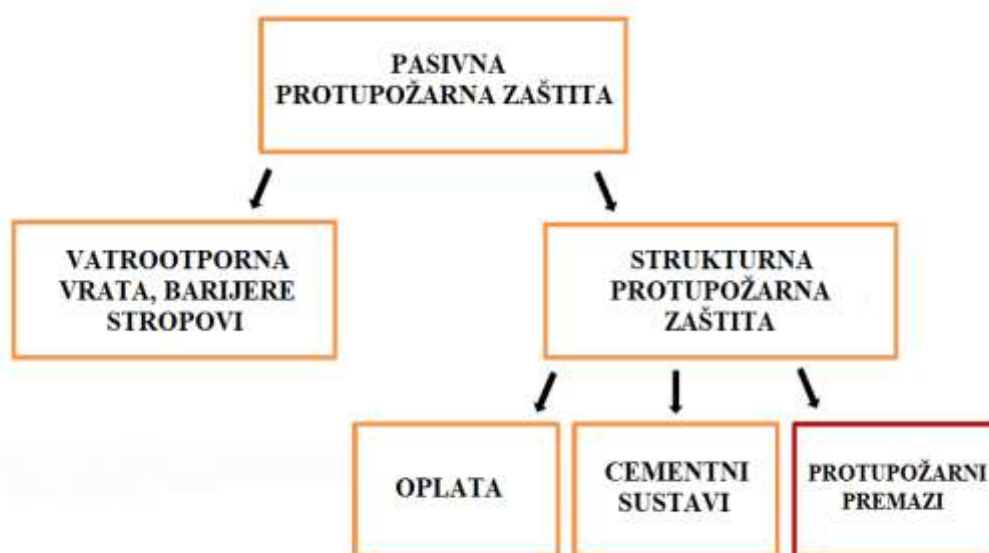 PASIVNA
PROTUPOŽARNA ZAŠTITA
VATROOTPORNA
VRATA, BARIJERE
STROPOVI
STRUKTURNA
PROTUPOŽARNA
ZAŠTITA
OPLATA
CEMENTNI
SUSTAVI
PROTUPOŽARNI
PREMAZI